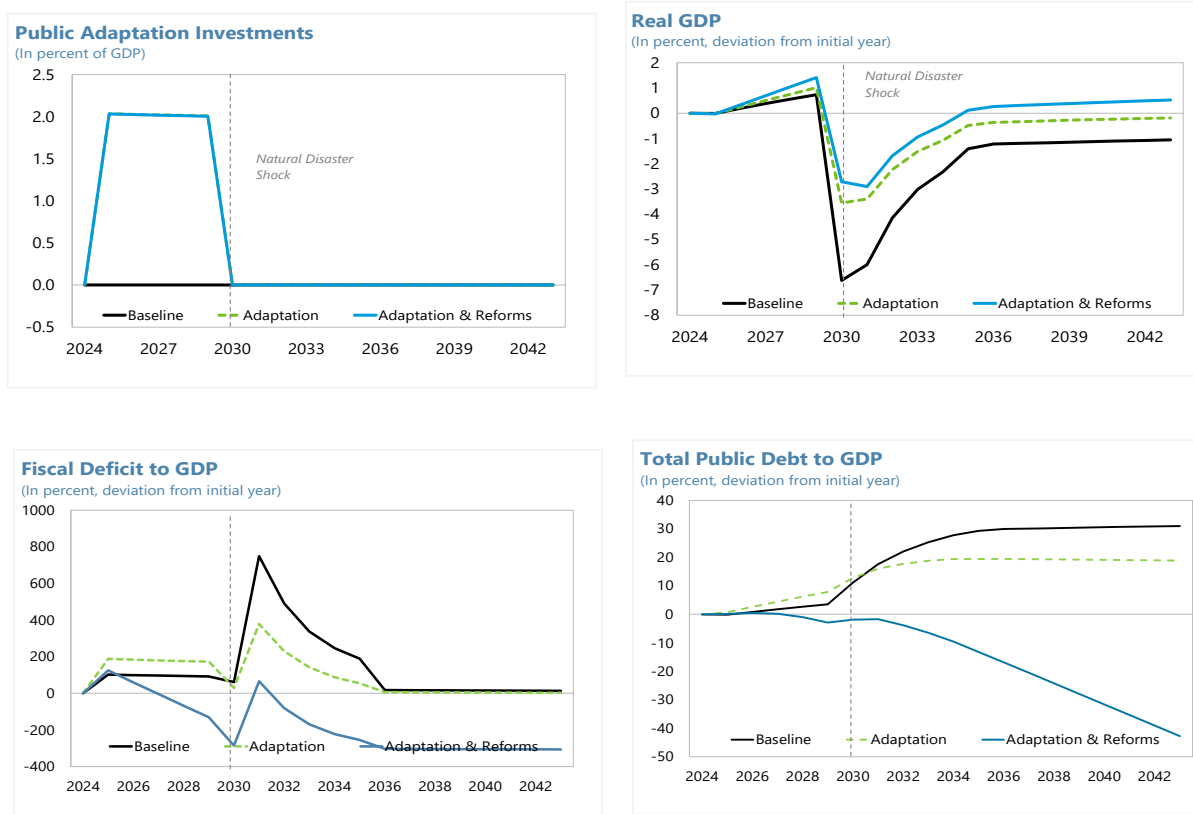 Public Adaptation Investments
(In percent of GDP)
2.5
2.0
1.5
1.0
0.5
0.0
-0.5
Natural Disaster
Shock
Baseline Adaptation Adaptation & Reforms
2024 2027 2030 2033 2036 2039 2042
Real GDP
(In percent, deviation from initial year)
2
1
0
-1
-2
-3
-4
-5
-6
-7
-8
Natural Disaster
Shock
Baseline Adaptation Adaptation & Reforms
2024 2027 2030 2033 2036 2039 2042
Fiscal Deficit to GDP
(In percent, deviation from initial year)
1000
800
600
400
200
0
-200
-400
Baseline Adaptation Adaptation & Reforms
2024 2026 2028 2030 2032 2034 2036 2038 2040 2042
Total Public Debt to GDP
(In percent, deviation from initial year)
40
30
20
10
0
-10
-20
-30
-40
-50
Baseline Adaptation Adaptation & Reforms
2024 2026 2028 2030 2032 2034 2036 2038 2040 2042